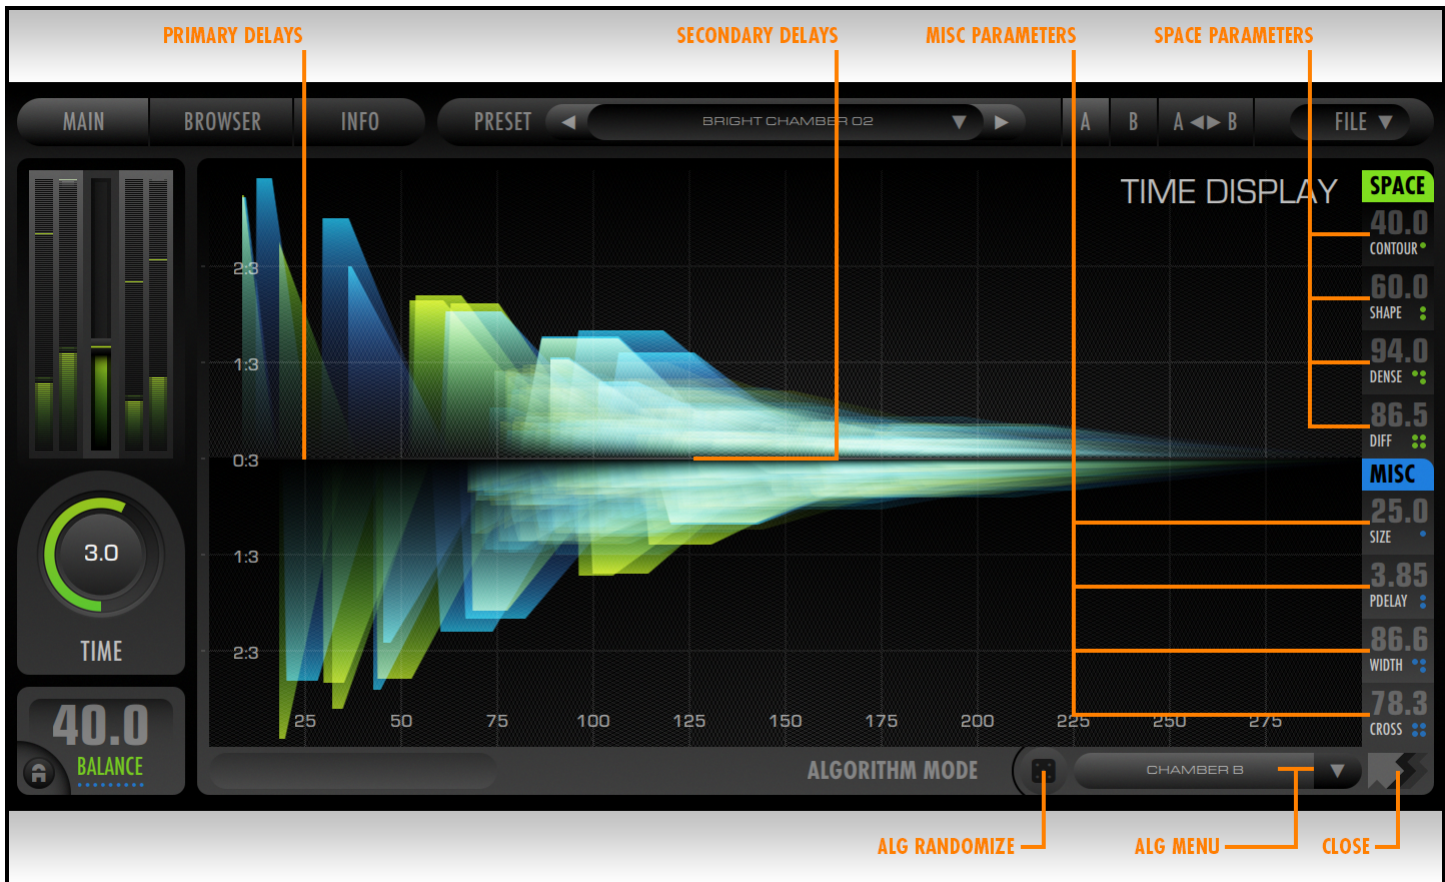 PRIMARY DELAYS
SECONDARY DELAYS
MISC PARAMETERS
SPACE PARAMETERS
MAIN
BROWSER
INFO
PRESET
BRIGHT CHAMBER 02
A
B
A B
FILE
TIME DISPLAY
SPACE
40.0
CONTOUR
60.0
SHAPE
94.0
DENSE
86.5
DIFF
MISC
25.0
SIZE
3.85
PDELAY
86.6
WIDTH
78.3
CROSS
2:3
1:3
0:3
1:3
2:3
25 50 75 100 125 150 175 200 225 250 275
3.0
TIME
40.0
BALANCE
ALGORITHM MODE
CHAMBER B
ALG RANDOMIZE
ALG MENU
CLOSE